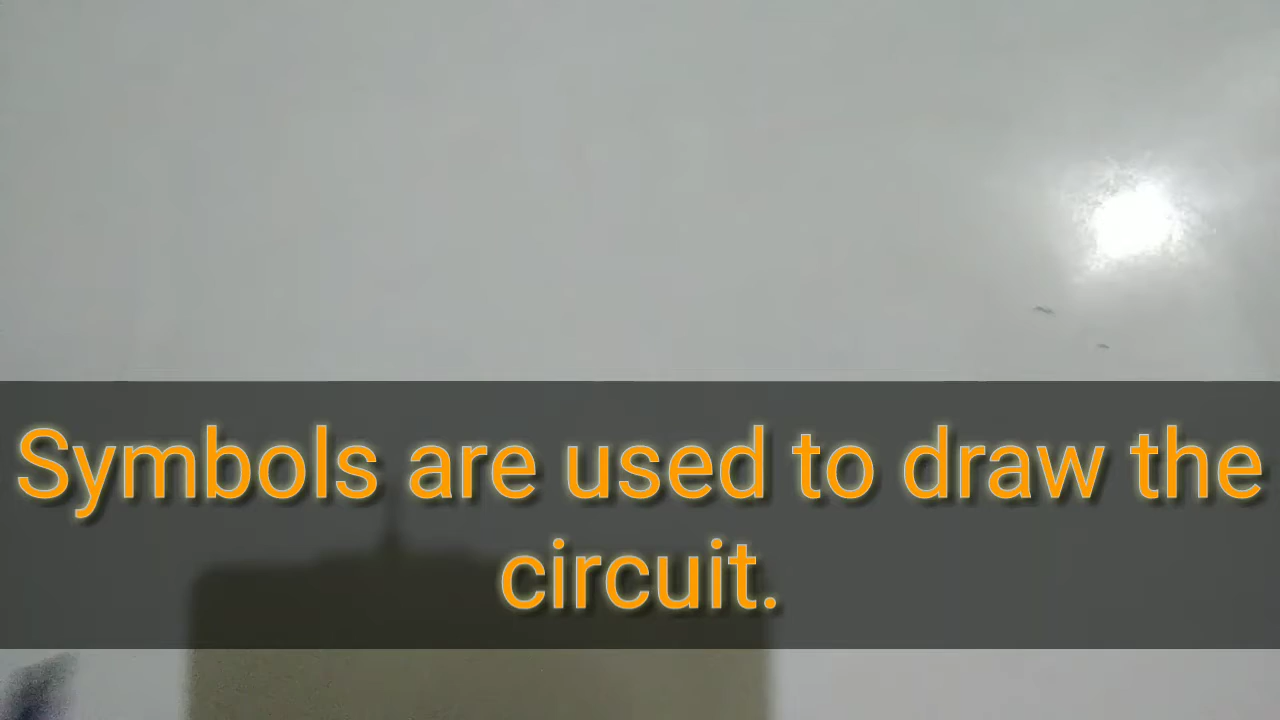 Symbols are used to draw the
circuit.